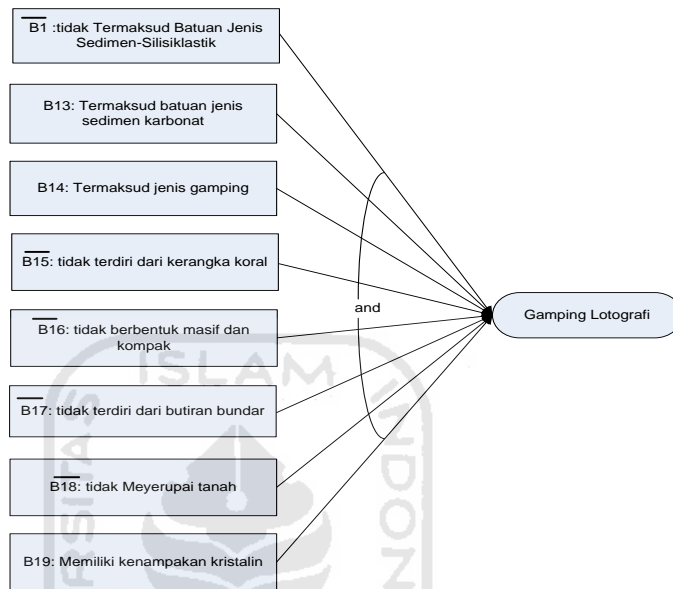 B1 :tidak Termaksud Batuan Jenis
Sedimen-Silisiklastik
B13: Termaksud batuan jenis
sedimen karbonat
B14: Termaksud jenis gamping
B15: tidak terdiri dari kerangka koral
B16: tidak berbentuk masif dan
kompak
B17: tidak terdiri dari butiran bundar
B18: tidak Meyerupai tanah
B19: Memiliki kenampakan kristalin
and
Gamping Lotografi
ISLAM